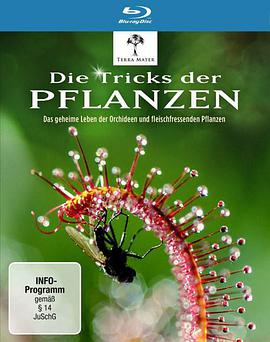 Blu-ray Disc
TERRA MATER
Die Tricks der
PFLANZEN
Das geheime Leben der Orchideen und fleischfressenden Pflanzen
INFO-
Programm
gemäß
§ 14
JuSchG